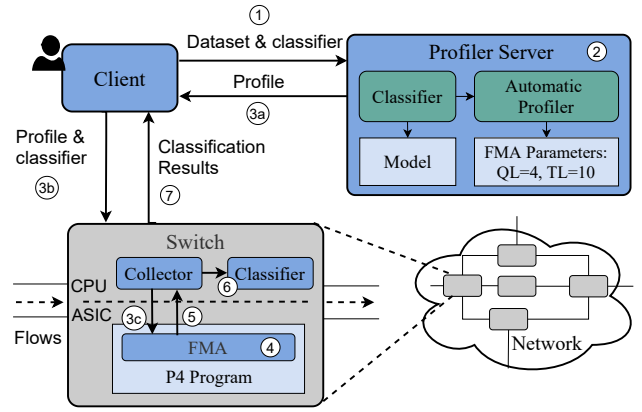 1
Dataset & classifier
Client
Profile
3a
Profiler Server
2
Classifier
Automatic
Profiler
Model
FMA Parameters:
QL=4, TL=10
Profile &
classifier
3b
Classification
Results
7
Switch
Collector
Classifier
6
CPU
ASIC
Flows
3c
5
FMA
4
P4 Program
Network